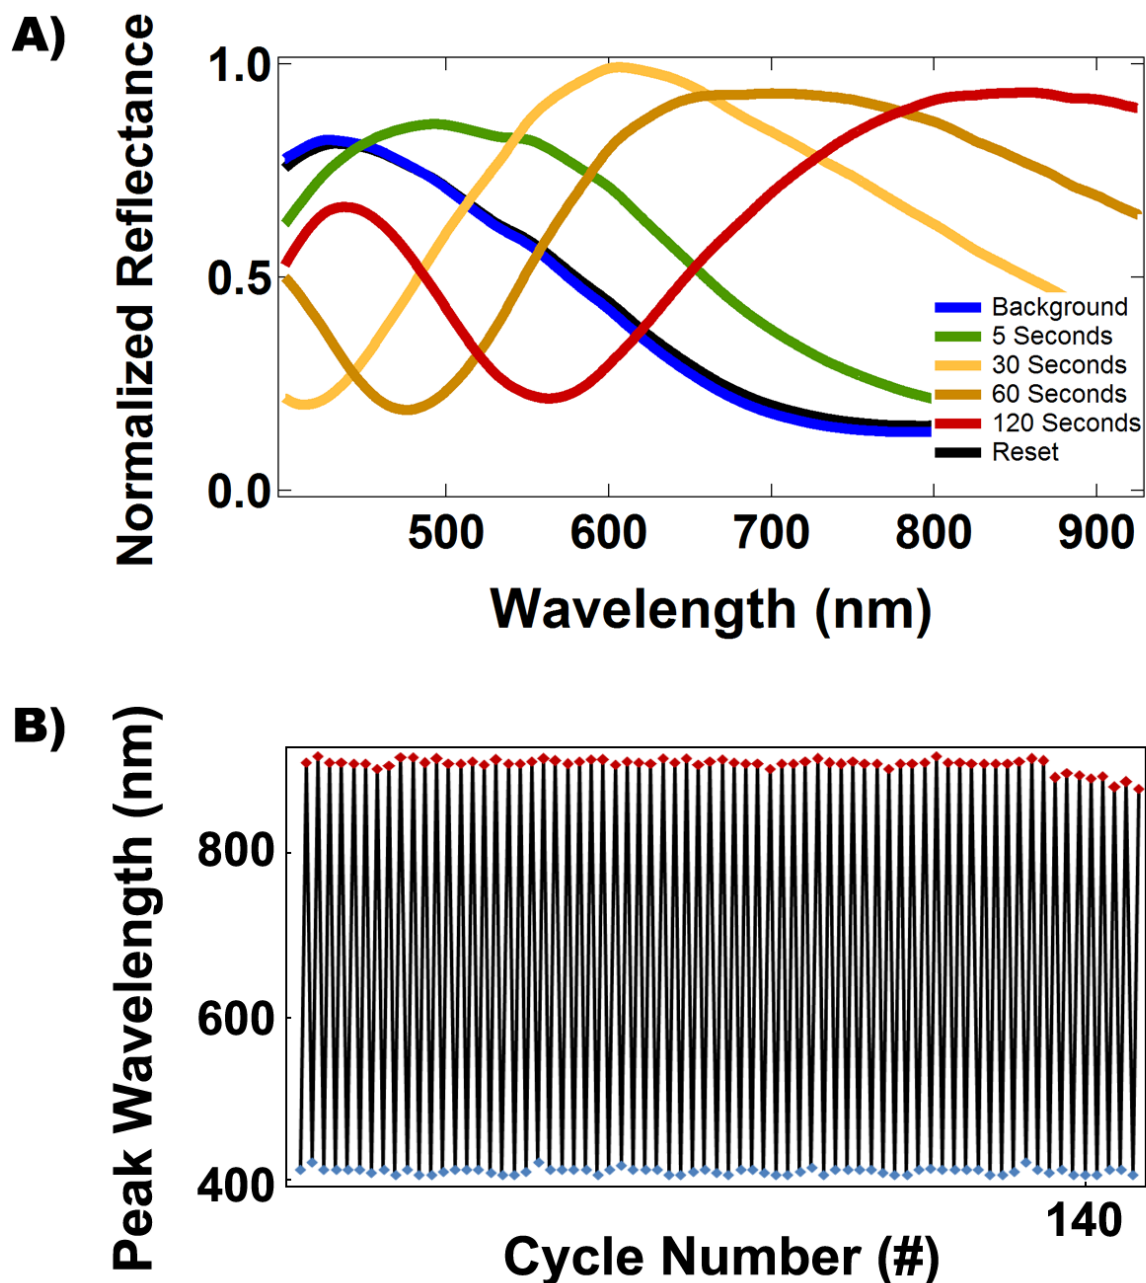 A)
Normalized Reflectance
1.0
0.5
0.0
Background
5 Seconds
30 Seconds
60 Seconds
120 Seconds
Reset
500 600 700 800 900
Wavelength (nm)
B)
Peak Wavelength (nm)
800
600
400
140
Cycle Number (#)